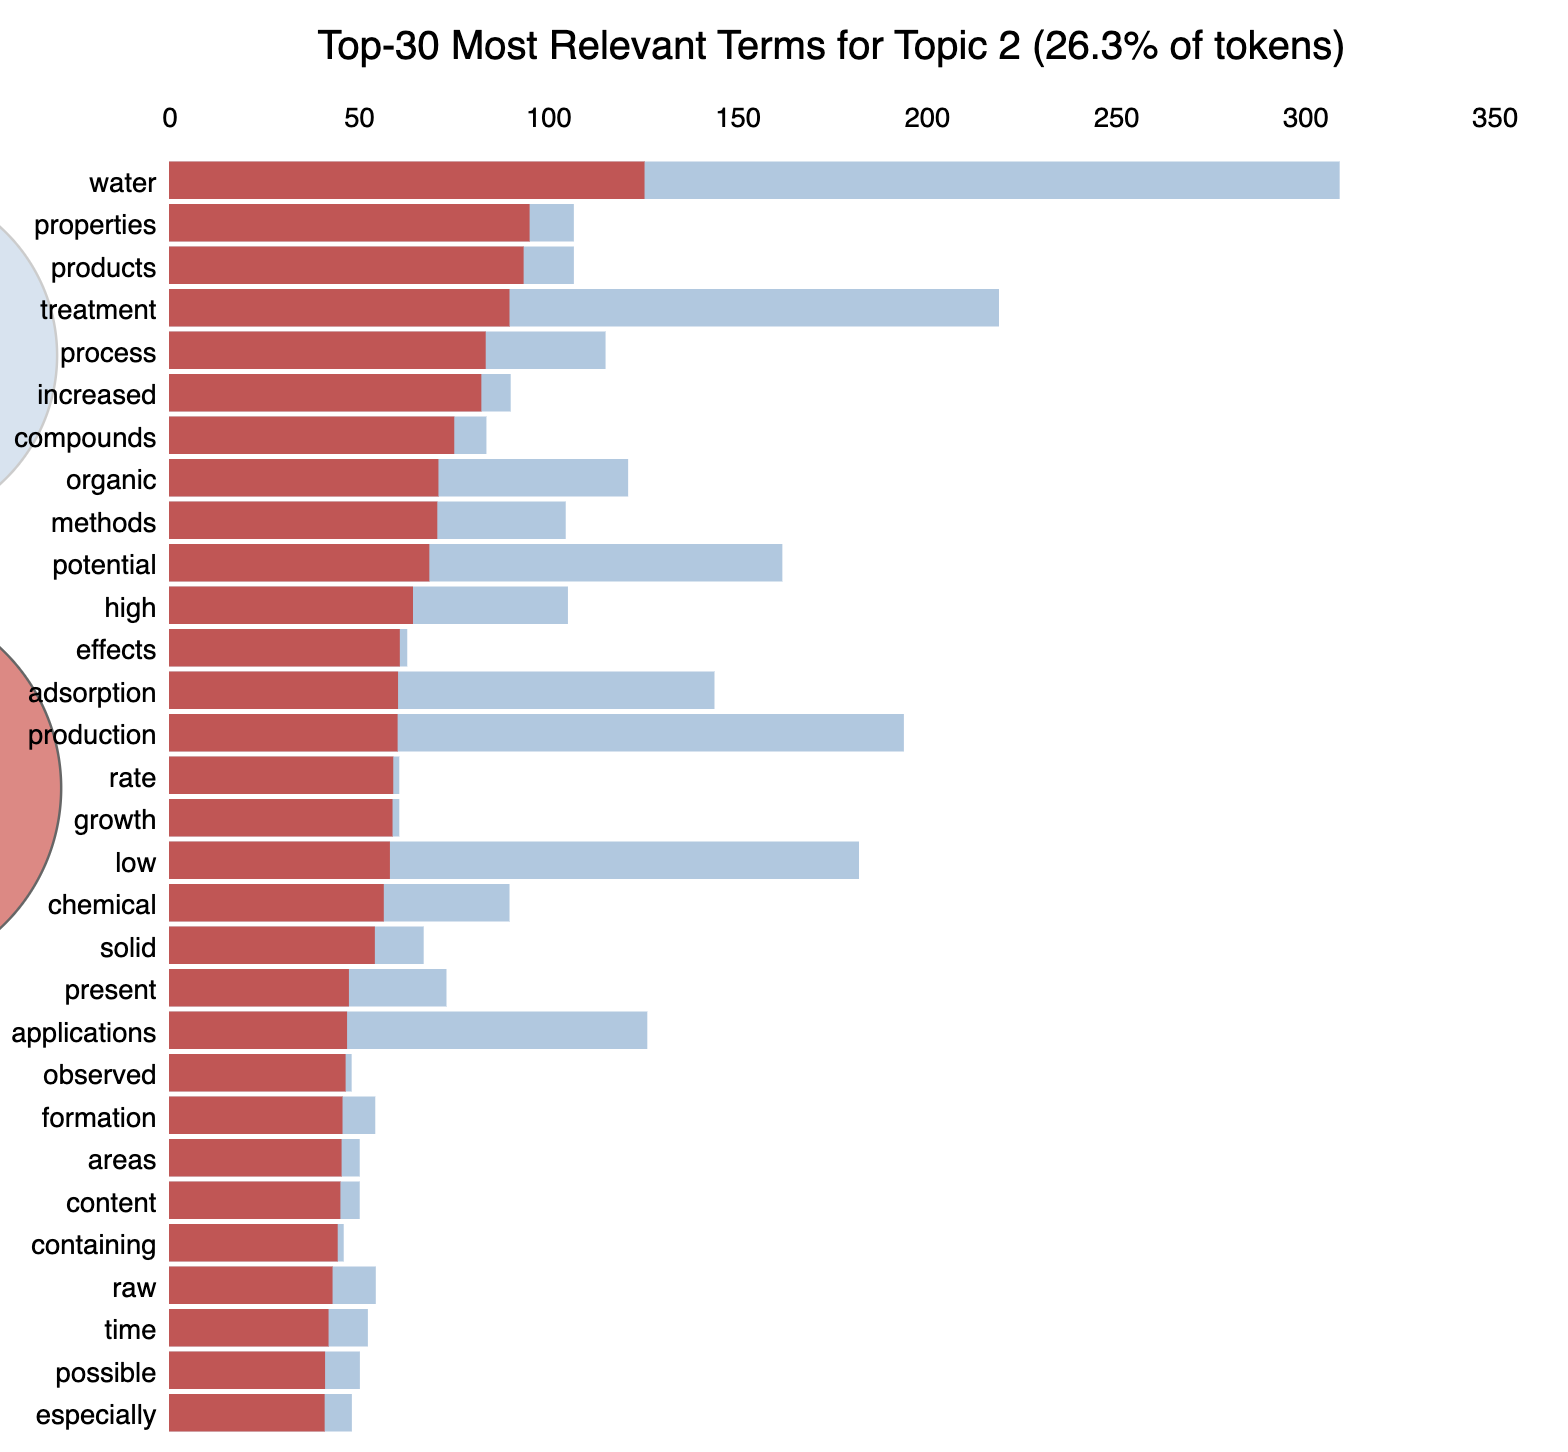 Top-30 Most Relevant Terms for Topic 2 (26.3% of tokens)
0 50 100 150 200 250 300 350
water
properties
products
treatment
process
increased
compounds
organic
methods
potential
high
effects
adsorption
production
rate
growth
low
chemical
solid
present
applications
observed
formation
areas
content
containing
raw
time
possible
especially